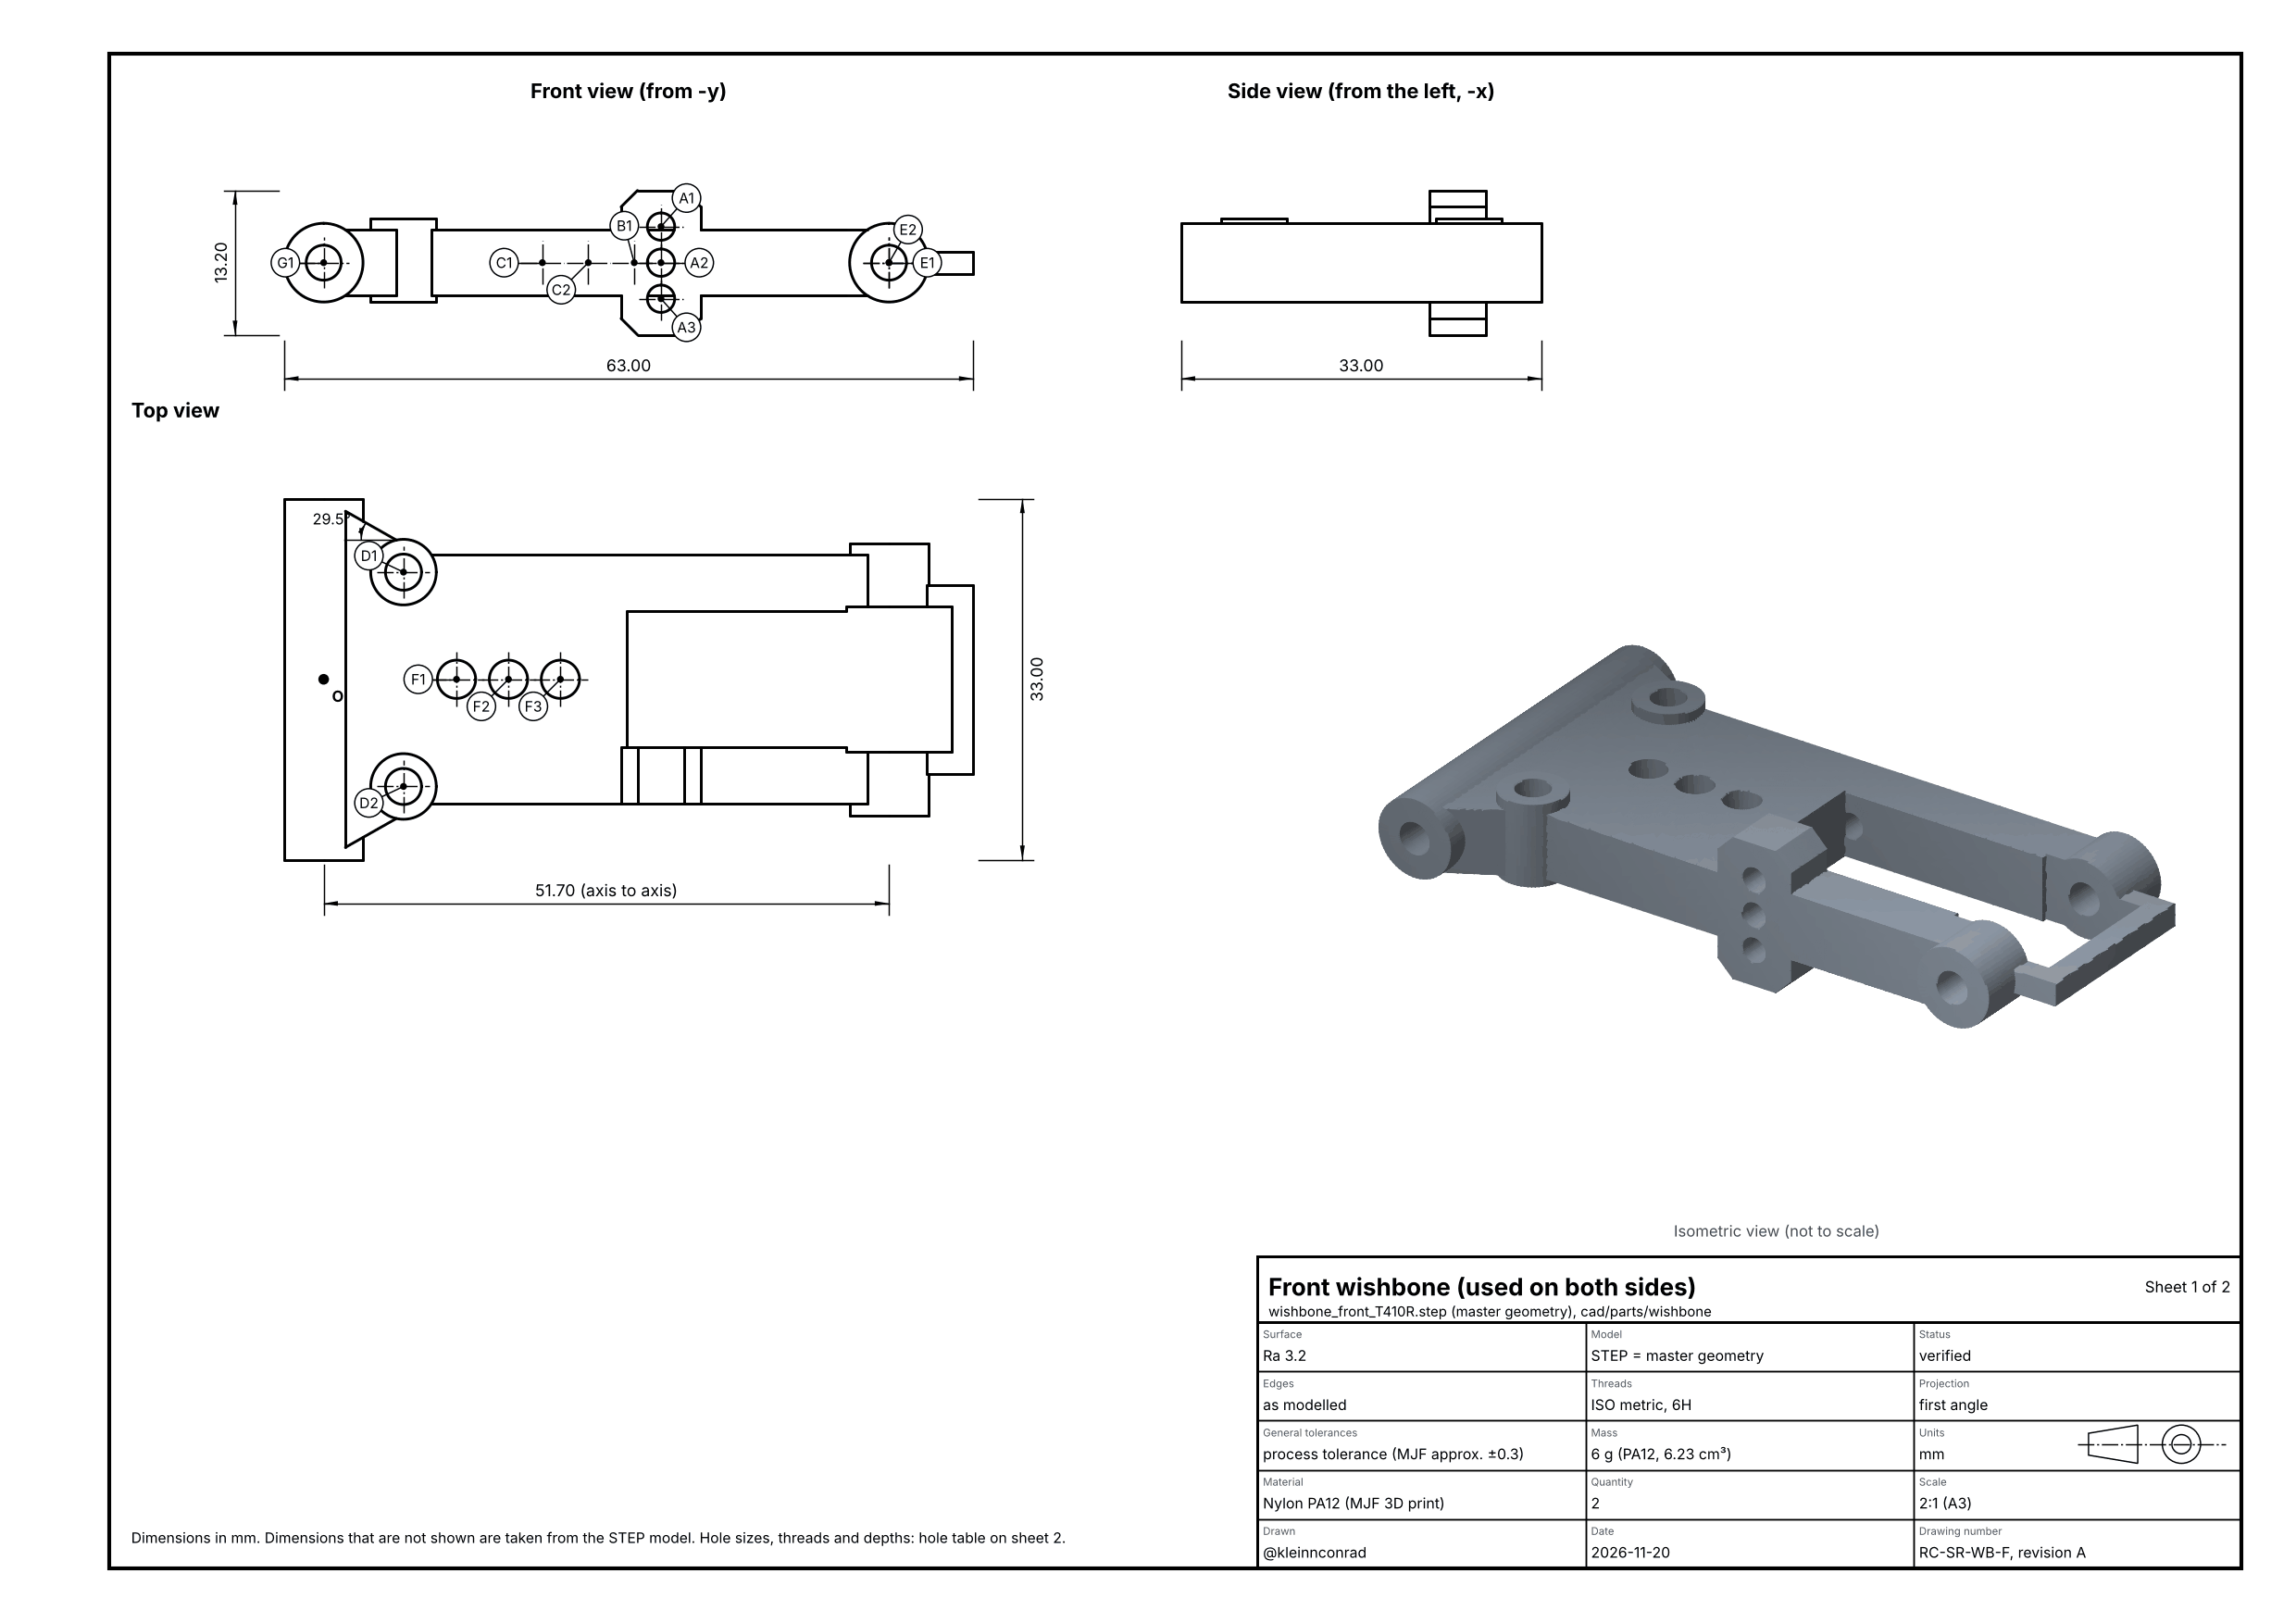 Front view (from -y)
Side view (from the left, -x)
A1
B1
E2
13.20
G1
C1
A2
E1
C2
A3
63.00
33.00
Top view
29.5°
D1
F1
O
F2
F3
33.00
D2
51.70 (axis to axis)
Isometric view (not to scale)
Front wishbone (used on both sides)
Sheet 1 of 2
wishbone_front_T410R.step (master geometry), cad/parts/wishbone
Surface
Model
Status
Ra 3.2
STEP = master geometry
verified
Edges
Threads
Projection
as modelled
ISO metric, 6H
first angle
General tolerances
Mass
Units
process tolerance (MJF approx. ±0.3)
6 g (PA12, 6.23 cm³)
mm
Material
Quantity
Scale
Nylon PA12 (MJF 3D print)
2
2:1 (A3)
Drawn
Date
Drawing number
@kleinnconrad
2026-11-20
RC-SR-WB-F, revision A
Dimensions in mm. Dimensions that are not shown are taken from the STEP model. Hole sizes, threads and depths: hole table on sheet 2.